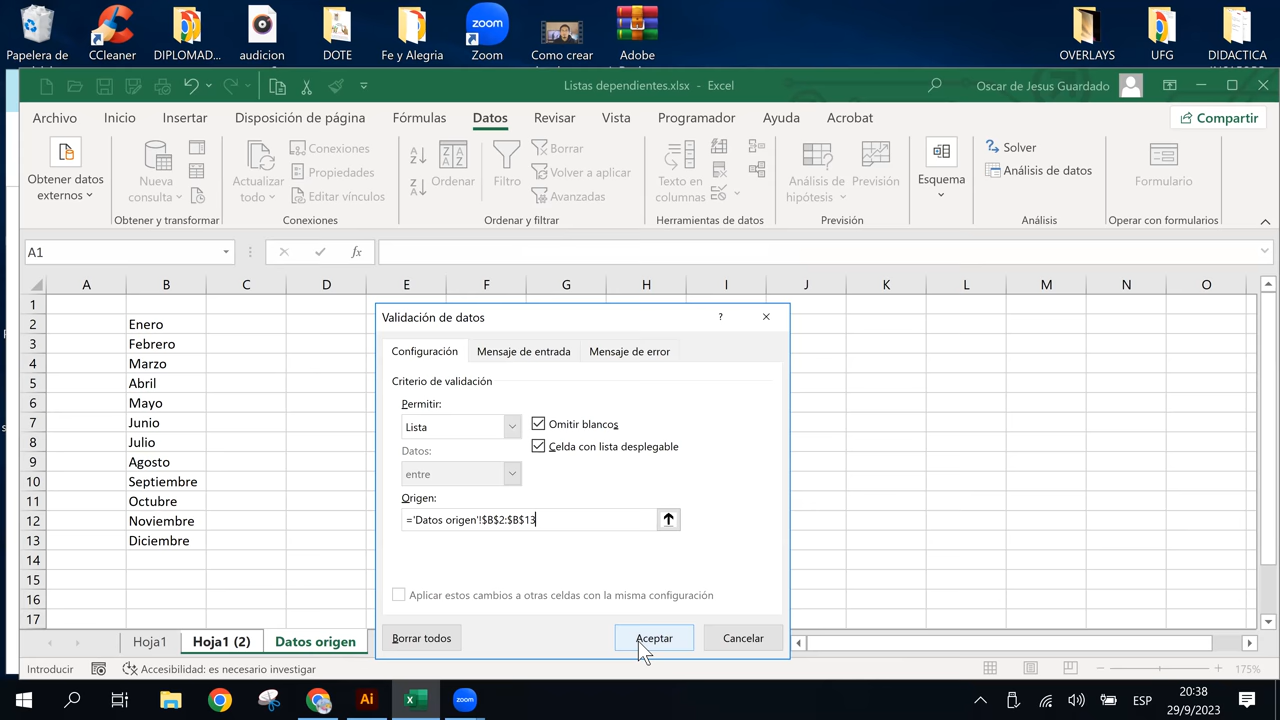 Papelera de
CCleaner
DIPLOMAD...
audicion
DOTE
Fe y Alegria
zoom
Zoom
Como crear
Adobe
OVERLAYS
UFG
DIDACTICA
Listas dependientes.xlsx - Excel
Oscar de Jesus Guardado
Archivo Inicio Insertar Disposición de página Fórmulas Datos Revisar Vista Programador Ayuda Acrobat Compartir
Obtener datos
externos
Nueva
consulta
Obtener y transformar
Actualizar
todo
Conexiones
Propiedades
Editar vínculos
Conexiones
Ordenar
Filtro
Borrar
Volver a aplicar
Avanzadas
Ordenar y filtrar
Texto en
columnas
Herramientas de datos
Análisis de
hipótesis
Previsión
Previsión
Esquema
Solver
Análisis de datos
Análisis
Formulario
Operar con formularios
A1
fx
A B C D E F G H I J K L M N O
1
2 Enero
3 Febrero
4 Marzo
5 Abril
6 Mayo
7 Junio
8 Julio
9 Agosto
10 Septiembre
11 Octubre
12 Noviembre
13 Diciembre
14
15
16
17
Validación de datos
?
Configuración Mensaje de entrada Mensaje de error
Criterio de validación
Permitir:
Lista
Omitir blancos
Celda con lista desplegable
Datos:
entre
Origen:
='Datos origen'!$B$2:$B$13
Aplicar estos cambios a otras celdas con la misma configuración
Borrar todos Aceptar Cancelar
Hoja1 Hoja1 (2) Datos origen
Introducir Accesibilidad: es necesario investigar 175%
Ai
zoom
ESP
20:38
29/9/2023